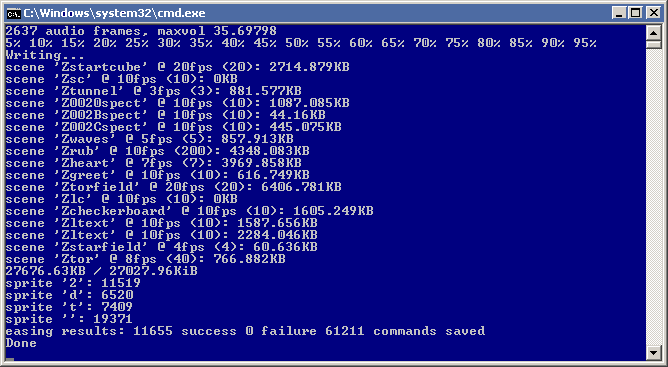 C:\Windows\system32\cmd.exe
2637 audio frames, maxvol 35.69798
5% 10% 15% 20% 25% 30% 35% 40% 45% 50% 55% 60% 65% 70% 75% 80% 85% 90% 95%
Writing...
scene 'Zstartcube' @ 20fps (20): 2714.879KB
scene 'Zsc' @ 10fps (10): 0KB
scene 'Ztunnel' @ 3fps (3): 881.577KB
scene 'Z0020spect' @ 10fps (10): 1087.085KB
scene 'Z002Bspect' @ 10fps (10): 44.16KB
scene 'Z002Cspect' @ 10fps (10): 445.075KB
scene 'Zwaves' @ 5fps (5): 857.913KB
scene 'Zrub' @ 10fps (200): 4348.083KB
scene 'Zheart' @ 7fps (7): 3969.858KB
scene 'Zgreet' @ 10fps (10): 616.749KB
scene 'Ztorfield' @ 20fps (20): 6406.781KB
scene 'Zlc' @ 10fps (10): 0KB
scene 'Zcheckerboard' @ 10fps (10): 1605.249KB
scene 'Zltext' @ 10fps (10): 1587.656KB
scene 'Zltext' @ 10fps (10): 2284.046KB
scene 'Zstarfield' @ 4fps (4): 60.636KB
scene 'Ztor' @ 8fps (40): 766.882KB
27676.63KB / 27027.96KiB
sprite '2': 11519
sprite 'd': 6520
sprite 't': 7409
sprite '': 19371
easing results: 11655 success 0 failure 61211 commands saved
Done